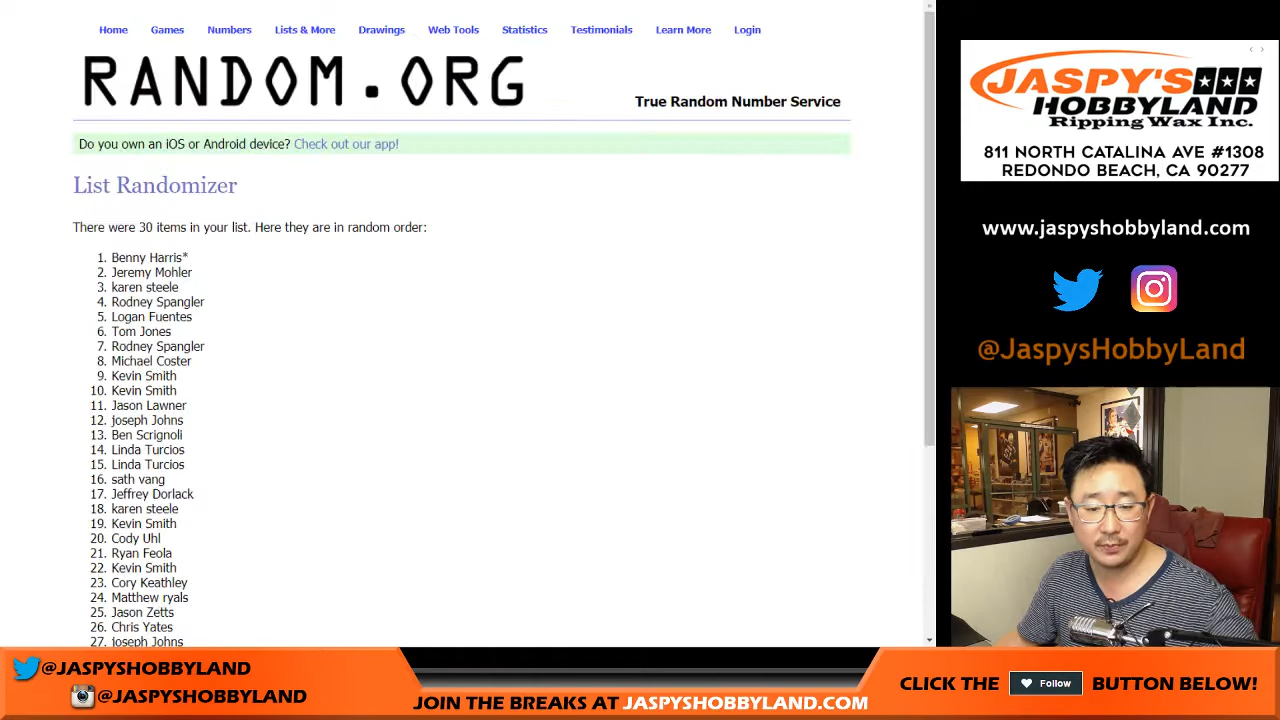 Home Games Numbers Lists & More Drawings Web Tools Statistics Testimonials Learn More Login
RANDOM.ORG
True Random Number Service
Do you own an iOS or Android device? Check out our app!
List Randomizer
There were 30 items in your list. Here they are in random order:
1. Benny Harris*
2. Jeremy Mohler
3. karen steele
4. Rodney Spangler
5. Logan Fuentes
6. Tom Jones
7. Rodney Spangler
8. Michael Coster
9. Kevin Smith
10. Kevin Smith
11. Jason Lawner
12. joseph Johns
13. Ben Scrignoli
14. Linda Turcios
15. Linda Turcios
16. sath vang
17. Jeffrey Dorlack
18. karen steele
19. Kevin Smith
20. Cody Uhl
21. Ryan Feola
22. Kevin Smith
23. Cory Keathley
24. Matthew ryals
25. Jason Zetts
26. Chris Yates
27. joseph Johns
JASPY'S
HOBBYLAND
Ripping Wax Inc.
811 NORTH CATALINA AVE #1308
REDONDO BEACH, CA 90277
www.jaspyshobbyland.com
@JaspysHobbyLand
@JASPYSHOBBYLAND
@JASPYSHOBBYLAND
JOIN THE BREAKS AT JASPYSHOBBYLAND.COM
CLICK THE Follow BUTTON BELOW!